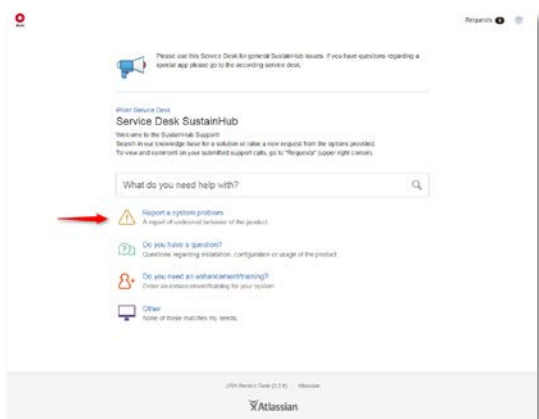 Requests
Please use this Service Desk for general SustainHub issues. If you have questions regarding a
special app please go to the according service desk.
iPoint Service Desk
Service Desk SustainHub
Welcome to the SustainHub Support!
Search in our knowledge base for a solution or raise a new request from the options provided.
To view and comment on your submitted support calls, go to "Requests" (upper right corner).
What do you need help with?
Report a system problem
A report of undesired behavior of the product.
Do you have a question?
Questions regarding installation, configuration or usage of the product
Do you need an enhancement/training?
Order an enhancement/training for your system
Other
None of these matches my needs.
JIRA Service Desk · Atlassian
Atlassian